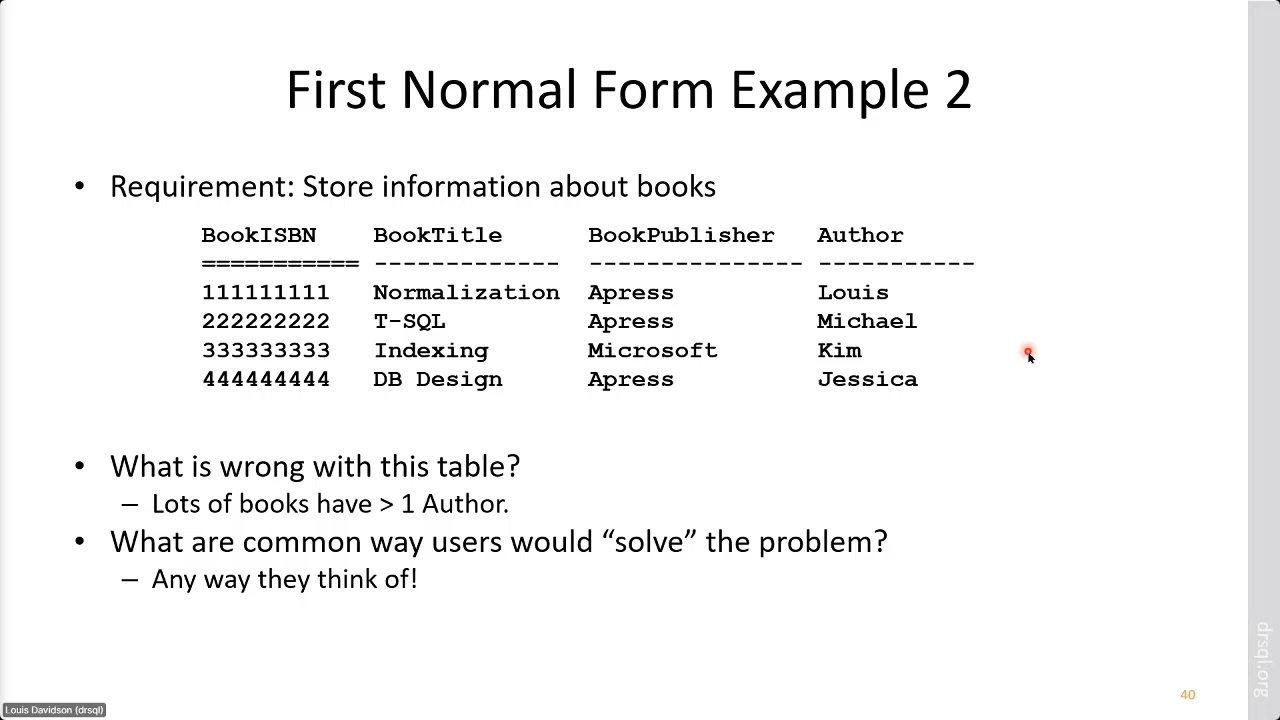 First Normal Form Example 2
• Requirement: Store information about books
BookISBN BookTitle BookPublisher Author
=========== ------------- --------------- -----------
111111111 Normalization Apress Louis
222222222 T-SQL Apress Michael
333333333 Indexing Microsoft Kim
444444444 DB Design Apress Jessica
• What is wrong with this table?
– Lots of books have > 1 Author.
• What are common way users would “solve” the problem?
– Any way they think of!
drsql.org
40
Louis Davidson (drsql)